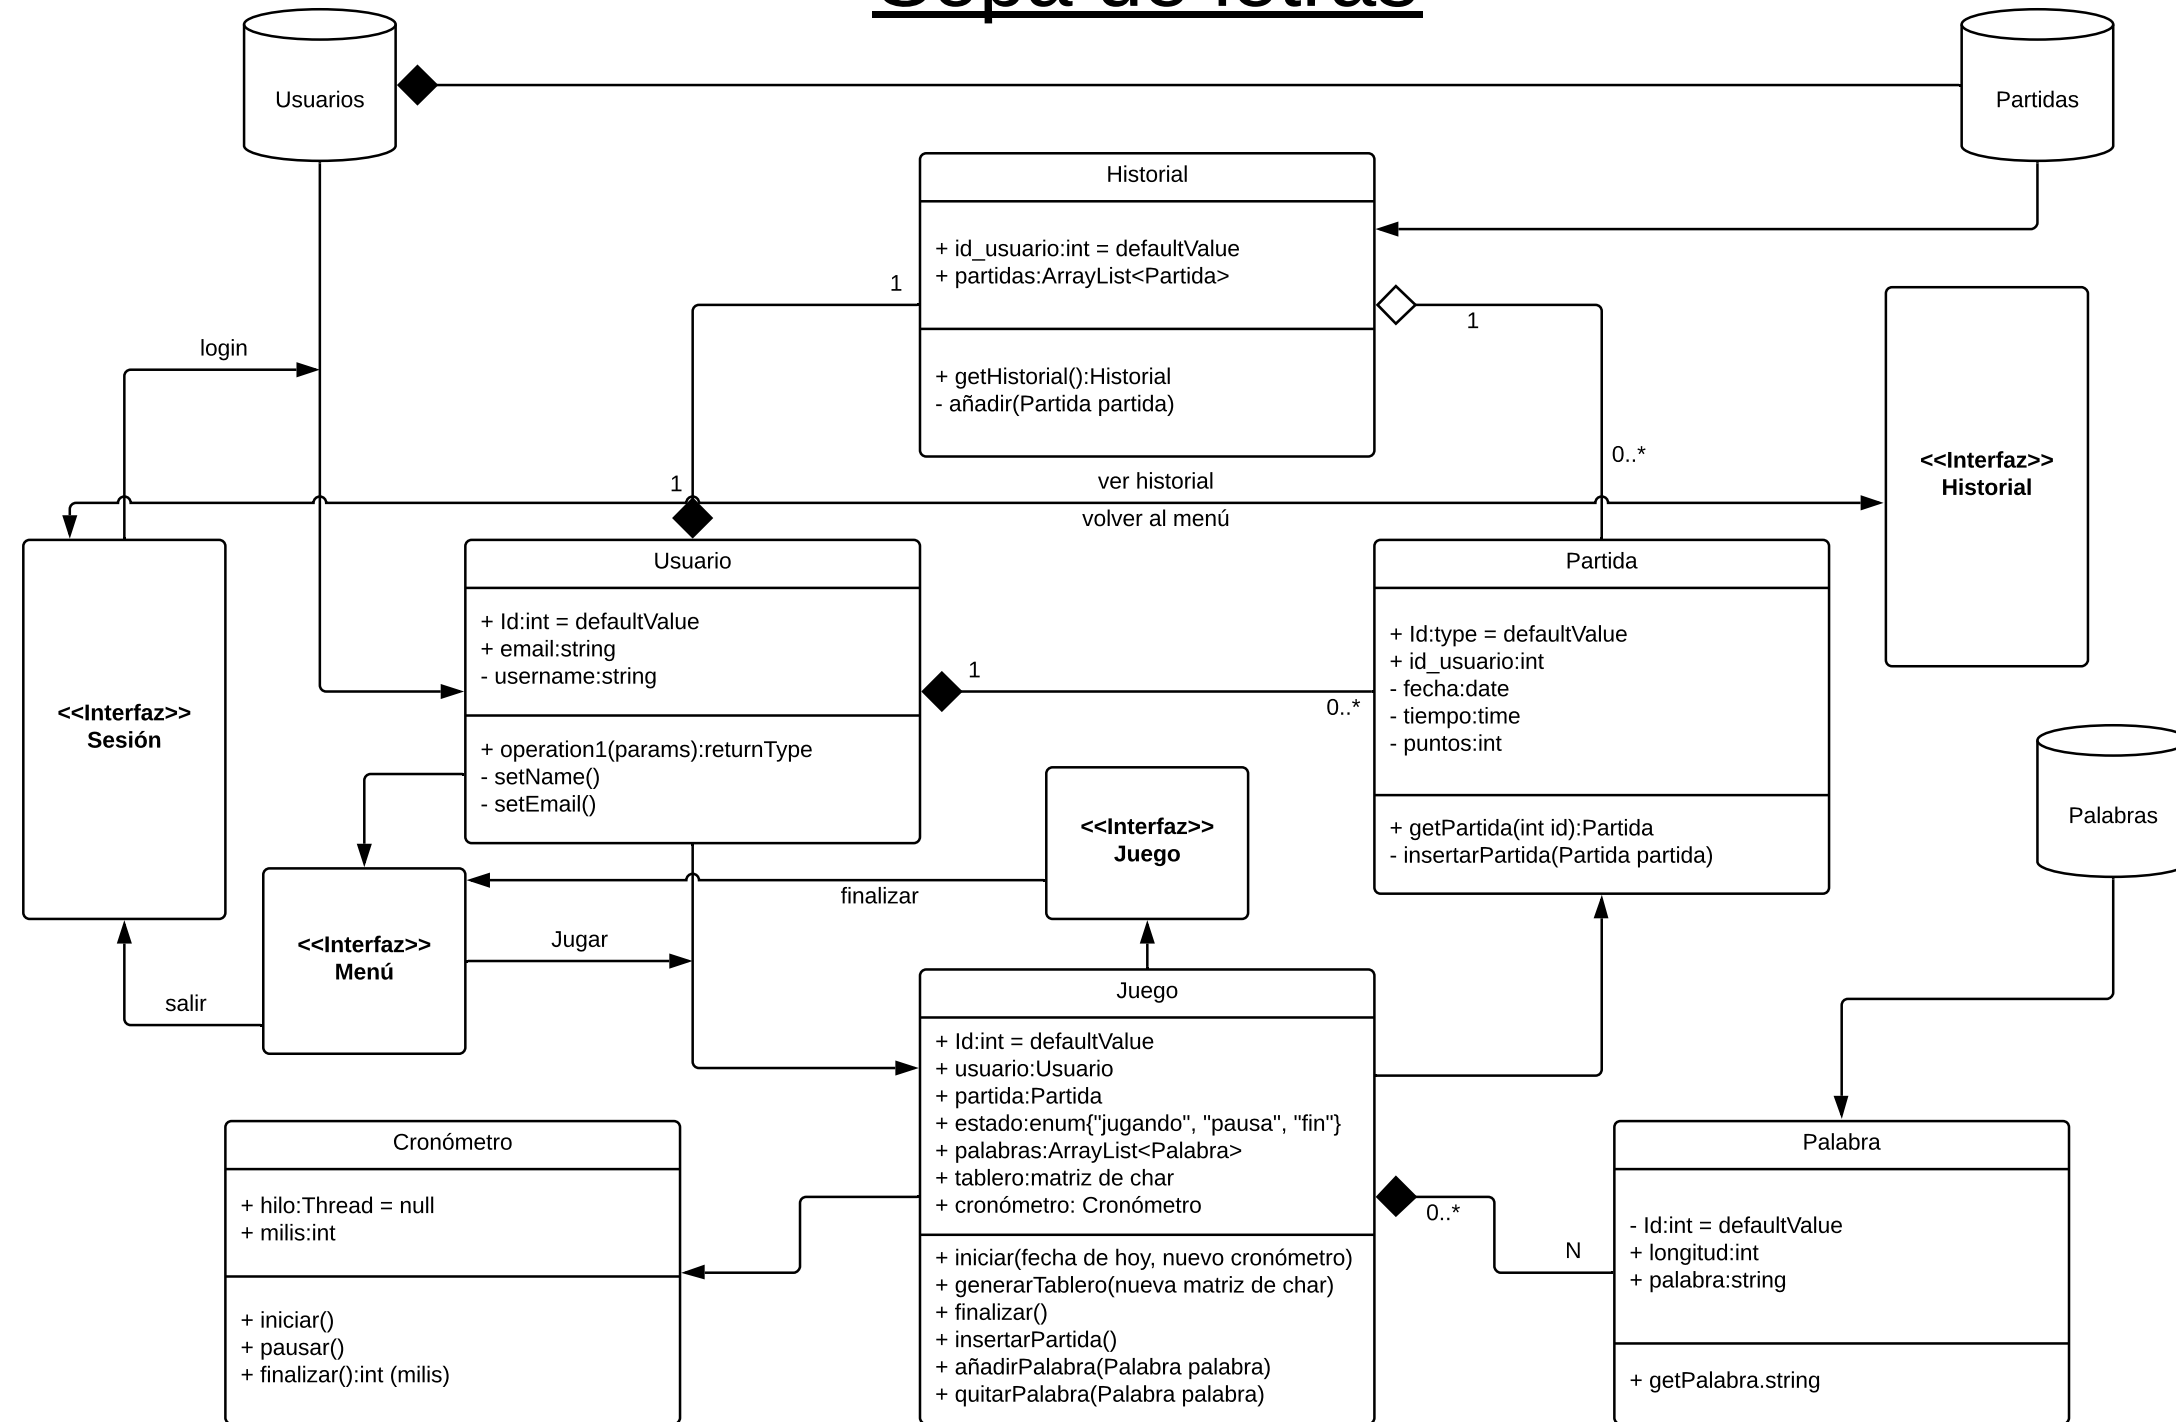 Sopa de letras
Usuarios
Partidas
Historial
+ id_usuario:int = defaultValue
+ partidas:ArrayList<Partida>
+ getHistorial():Historial
- añadir(Partida partida)
1
1
0..*
1
login
ver historial
volver al menú
<<Interfaz>>
Historial
<<Interfaz>>
Sesión
Usuario
+ Id:int = defaultValue
+ email:string
- username:string
+ operation1(params):returnType
- setName()
- setEmail()
1
0..*
Partida
+ Id:type = defaultValue
+ id_usuario:int
- fecha:date
- tiempo:time
- puntos:int
+ getPartida(int id):Partida
- insertarPartida(Partida partida)
Palabras
<<Interfaz>>
Juego
finalizar
<<Interfaz>>
Menú
Jugar
salir
Juego
+ Id:int = defaultValue
+ usuario:Usuario
+ partida:Partida
+ estado:enum{"jugando", "pausa", "fin"}
+ palabras:ArrayList<Palabra>
+ tablero:matriz de char
+ cronómetro: Cronómetro
+ iniciar(fecha de hoy, nuevo cronómetro)
+ generarTablero(nueva matriz de char)
+ finalizar()
+ insertarPartida()
+ añadirPalabra(Palabra palabra)
+ quitarPalabra(Palabra palabra)
Cronómetro
+ hilo:Thread = null
+ milis:int
+ iniciar()
+ pausar()
+ finalizar():int (milis)
0..*
N
Palabra
- Id:int = defaultValue
+ longitud:int
+ palabra:string
+ getPalabra.string